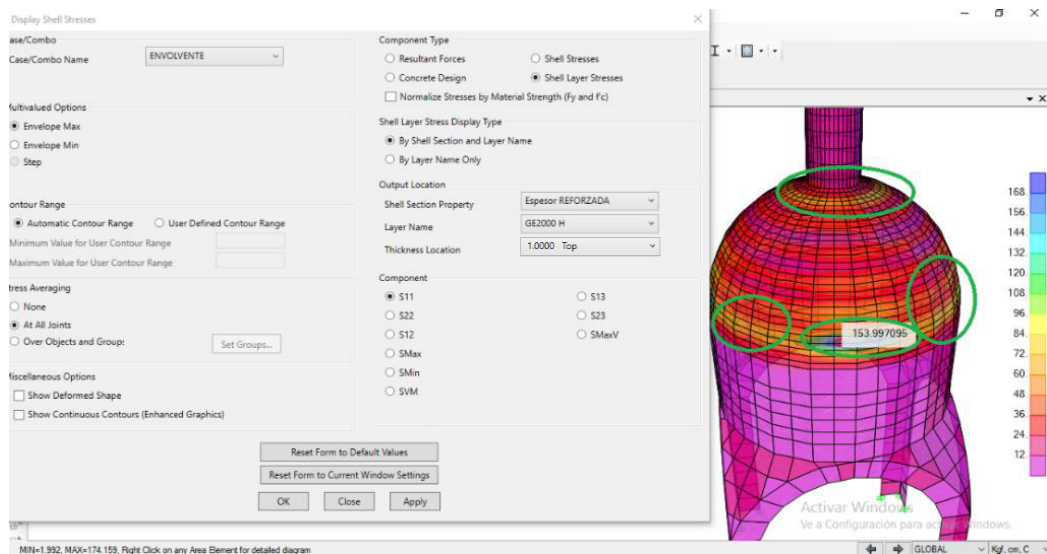 Display Shell Stresses
ase/Combo
Case/Combo Name
ENVOLVENTE
Multivalued Options
Envelope Max
Envelope Min
Step
ontour Range
Automatic Contour Range
User Defined Contour Range
Minimum Value for User Contour Range
Maximum Value for User Contour Range
tress Averaging
None
At All Joints
Over Objects and Groups
Set Groups...
Miscellaneous Options
Show Deformed Shape
Show Continuous Contours (Enhanced Graphics)
Component Type
Resultant Forces
Shell Stresses
Concrete Design
Shell Layer Stresses
Normalize Stresses by Material Strength (Fy and f'c)
Shell Layer Stress Display Type
By Shell Section and Layer Name
By Layer Name Only
Output Location
Shell Section Property
Espesor REFORZADA
Layer Name
GE2000 H
Thickness Location
1.0000 Top
Component
S11
S13
S22
S23
S12
SMaxV
SMax
SMin
SVM
Reset Form to Default Values
Reset Form to Current Window Settings
OK
Close
Apply
153.997095
168.
156.
144.
132.
120.
108.
96.
84.
72.
60.
48.
36.
24.
12.
Activar Windows
Ve a Configuración para activar Windows.
MIN=1.992, MAX=174.159, Right Click on any Area Element for detailed diagram
GLOBAL
Kgf, cm, C